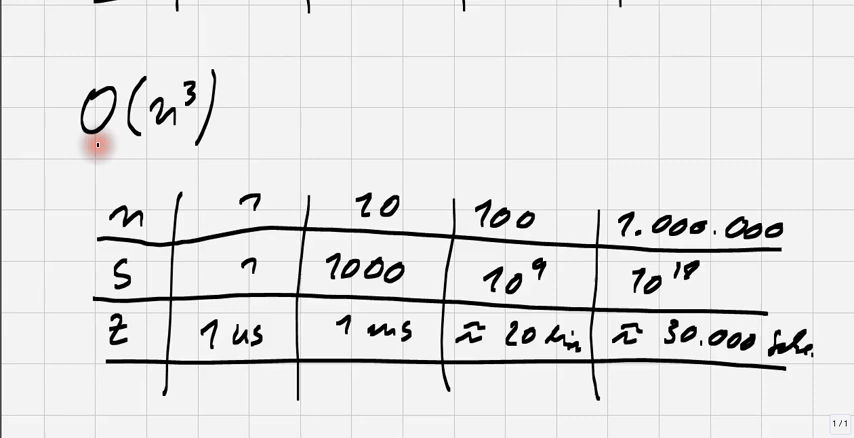 O(n³)
n 1 10 100 1.000.000
S 1 1000 10⁹ 10¹⁸
Z 1 us 1 ms ≈ 20 min ≈ 30.000
1/1